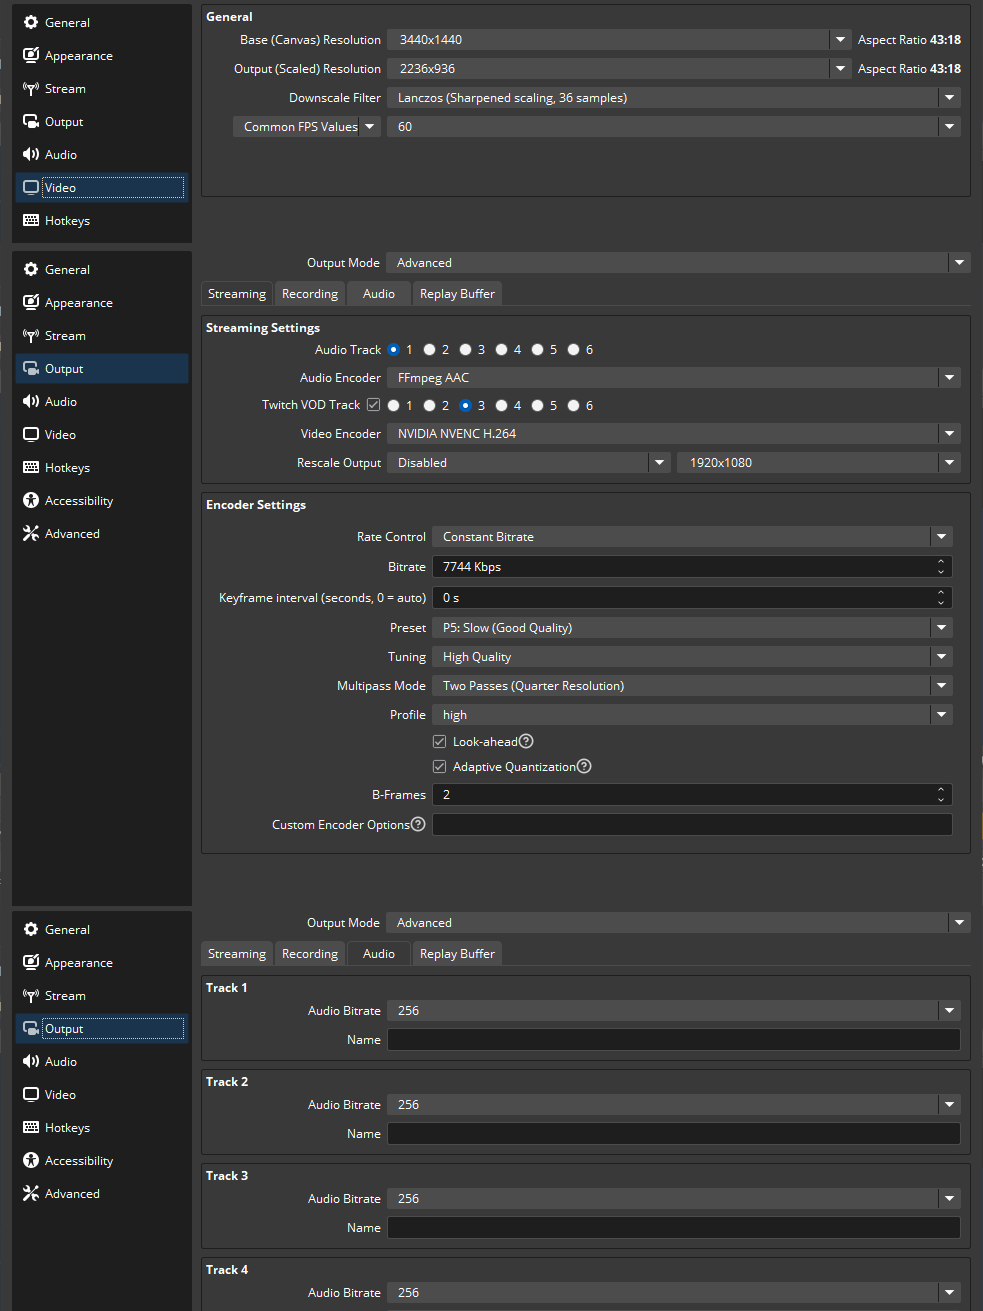 General
Appearance
Stream
Output
Audio
Video
Hotkeys
General
Base (Canvas) Resolution 3440x1440 Aspect Ratio 43:18
Output (Scaled) Resolution 2236x936 Aspect Ratio 43:18
Downscale Filter Lanczos (Sharpened scaling, 36 samples)
Common FPS Values 60
General
Appearance
Stream
Output
Audio
Video
Hotkeys
Accessibility
Advanced
Output Mode Advanced
Streaming Recording Audio Replay Buffer
Streaming Settings
Audio Track 1 2 3 4 5 6
Audio Encoder FFmpeg AAC
Twitch VOD Track 1 2 3 4 5 6
Video Encoder NVIDIA NVENC H.264
Rescale Output Disabled 1920x1080
Encoder Settings
Rate Control Constant Bitrate
Bitrate 7744 Kbps
Keyframe interval (seconds, 0 = auto) 0 s
Preset P5: Slow (Good Quality)
Tuning High Quality
Multipass Mode Two Passes (Quarter Resolution)
Profile high
Look-ahead
Adaptive Quantization
B-Frames 2
Custom Encoder Options
General
Appearance
Stream
Output
Audio
Video
Hotkeys
Accessibility
Advanced
Output Mode Advanced
Streaming Recording Audio Replay Buffer
Track 1
Audio Bitrate 256
Name
Track 2
Audio Bitrate 256
Name
Track 3
Audio Bitrate 256
Name
Track 4
Audio Bitrate 256